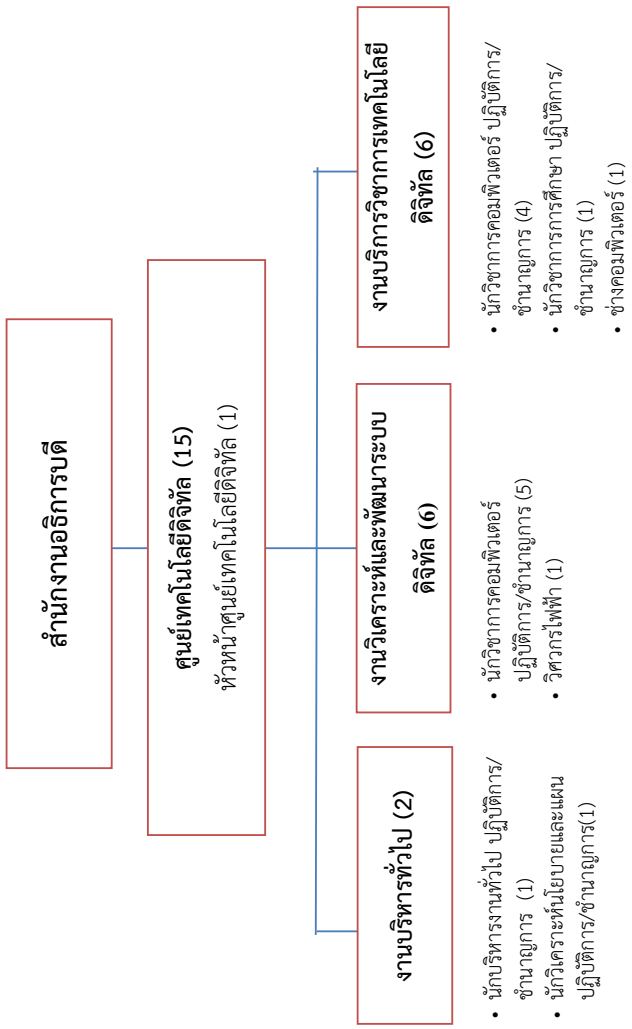 สำนักงานอธิการบดี
ศูนย์เทคโนโลยีดิจิทัล (15)
หัวหน้าศูนย์เทคโนโลยีดิจิทัล (1)
งานบริหารทั่วไป (2)
• นักบริหารงานทั่วไป ปฏิบัติการ/
ชำนาญการ (1)
• นักวิเคราะห์นโยบายและแผน
ปฏิบัติการ/ชำนาญการ(1)
งานวิเคราะห์และพัฒนาระบบ
ดิจิทัล (6)
• นักวิชาการคอมพิวเตอร์
ปฏิบัติการ/ชำนาญการ (5)
• วิศวกรไฟฟ้า (1)
งานบริการวิชาการเทคโนโลยี
ดิจิทัล (6)
• นักวิชาการคอมพิวเตอร์ ปฏิบัติการ/
ชำนาญการ (4)
• นักวิชาการการศึกษา ปฏิบัติการ/
ชำนาญการ (1)
• ช่างคอมพิวเตอร์ (1)